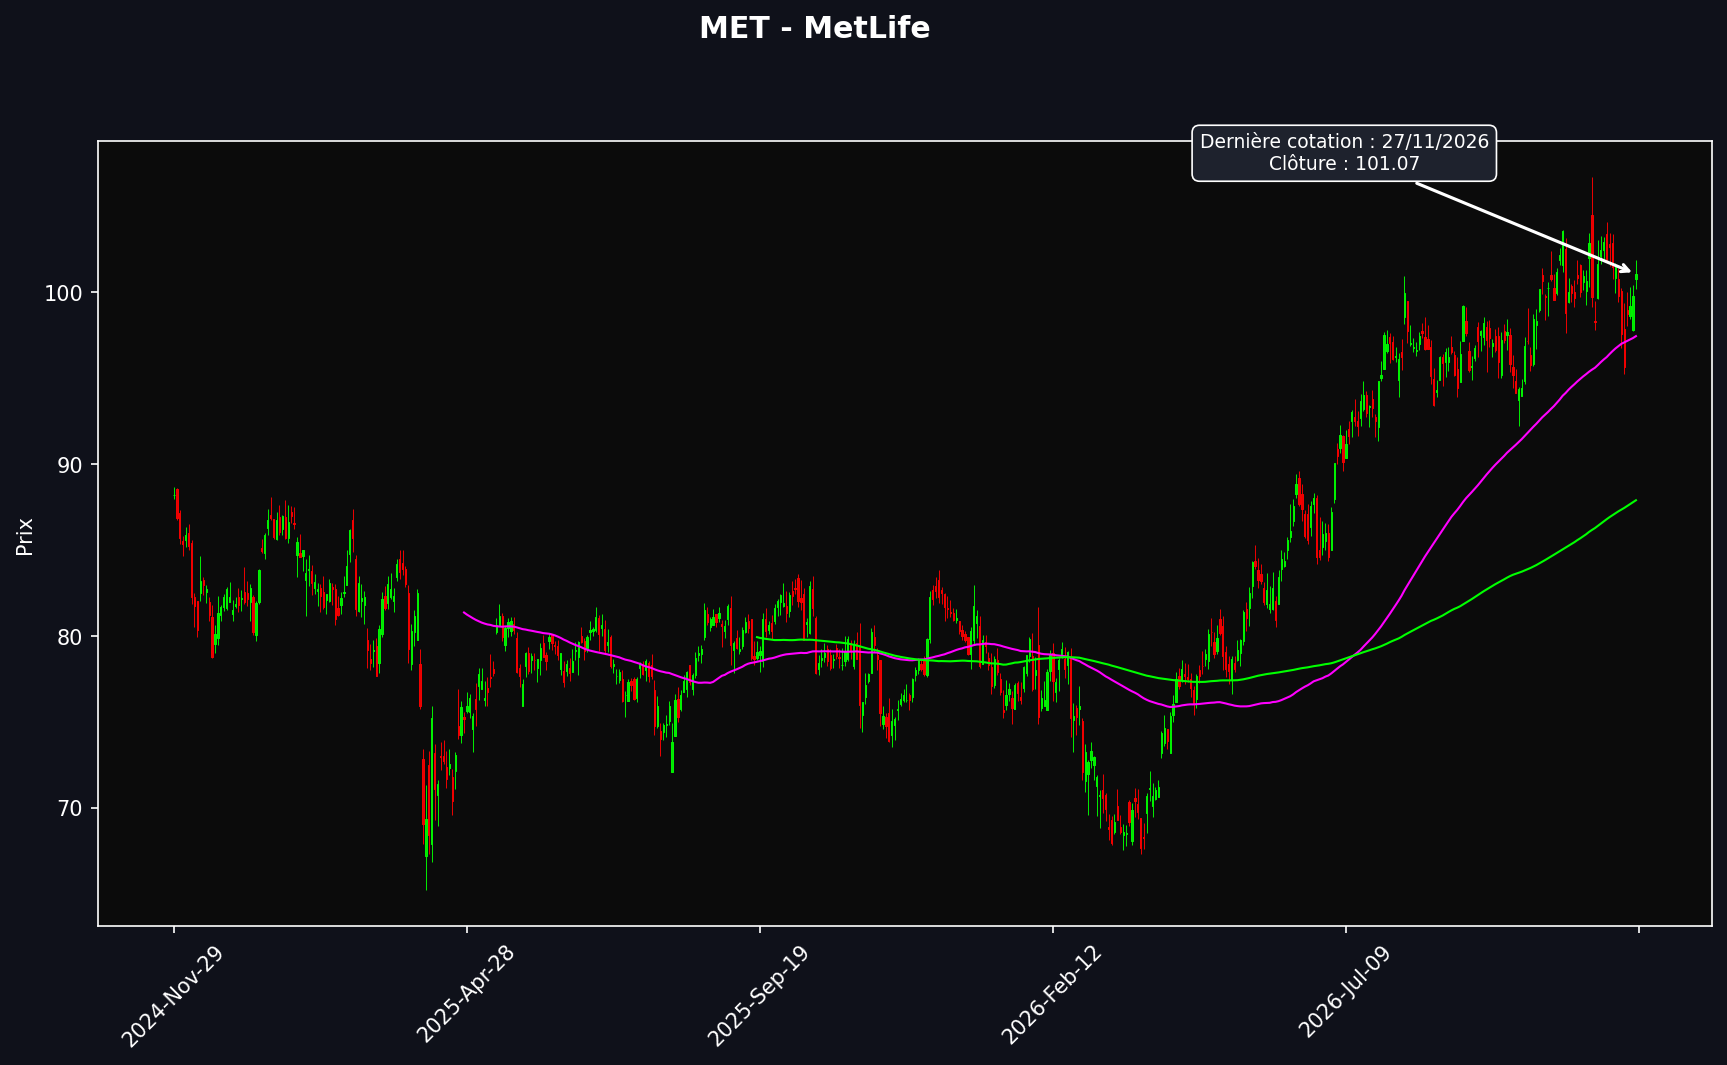 MET - MetLife
Dernière cotation : 27/11/2026
Clôture : 101.07
Prix
100
90
80
70
2024-Nov-29
2025-Apr-28
2025-Sep-19
2026-Feb-12
2026-Jul-09